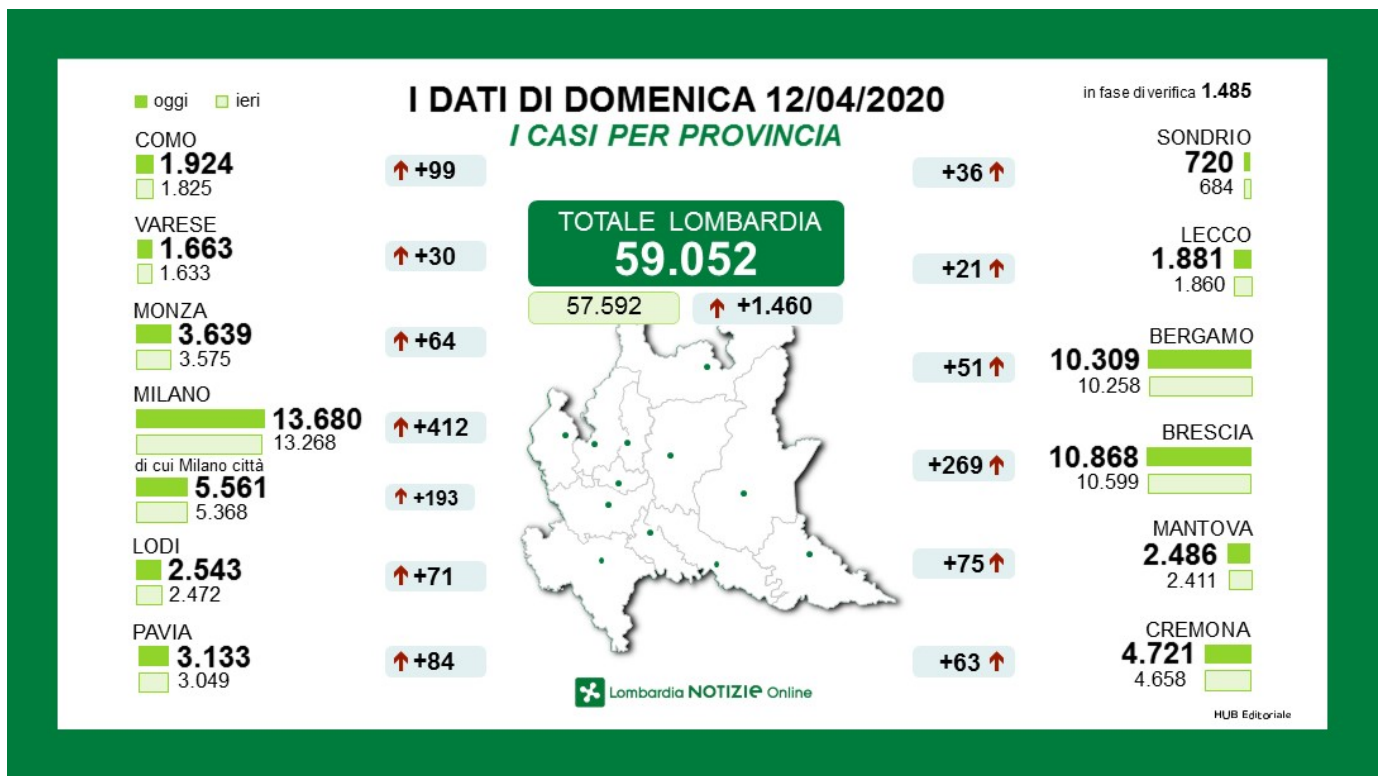 I DATI DI DOMENICA 12/04/2020
I CASI PER PROVINCIA
oggi ieri
in fase di verifica 1.485
COMO
1.924
1.825
+99
VARESE
1.663
1.633
+30
MONZA
3.639
3.575
+64
MILANO
13.680
13.268
+412
di cui Milano città
5.561
5.368
+193
LODI
2.543
2.472
+71
PAVIA
3.133
3.049
+84
TOTALE LOMBARDIA
59.052
57.592
+1.460
Lombardia NOTIZIE Online
SONDRIO
+36
720
684
LECCO
+21
1.881
1.860
BERGAMO
+51
10.309
10.258
BRESCIA
+269
10.868
10.599
MANTOVA
+75
2.486
2.411
CREMONA
+63
4.721
4.658
HUB Editoriale